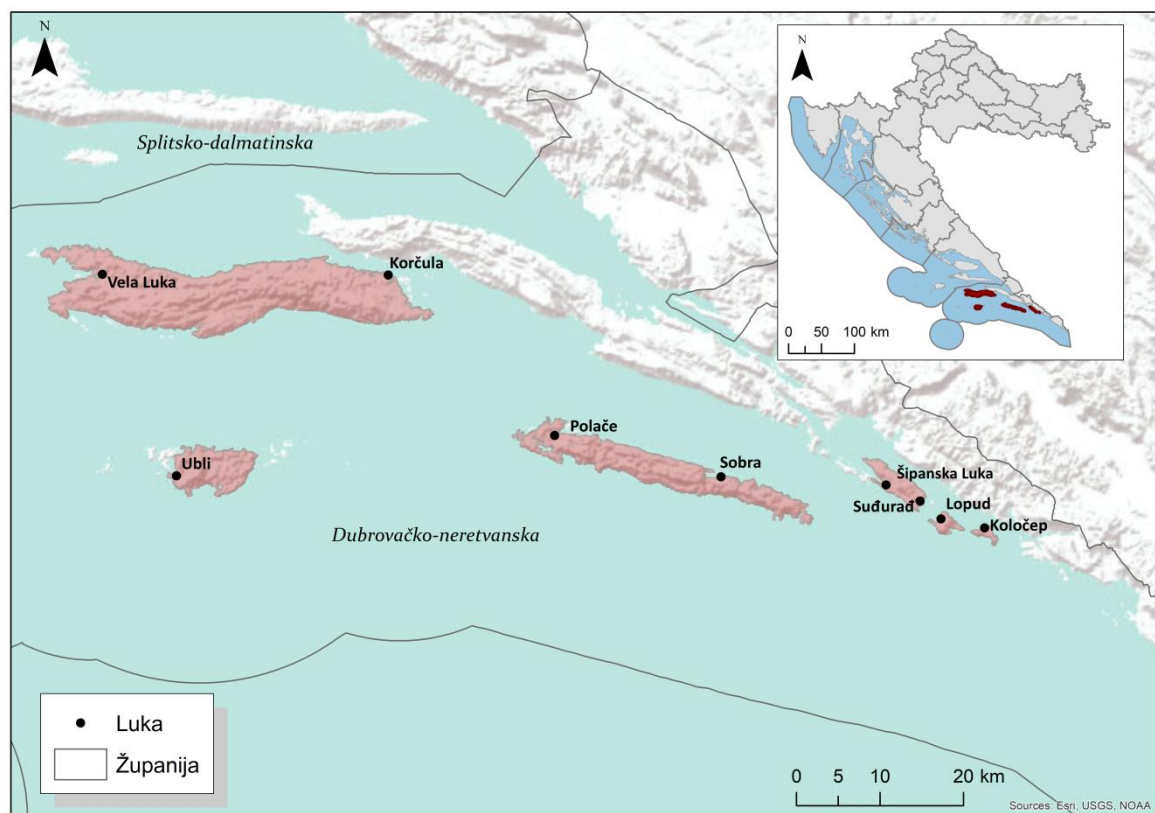 N
Splitsko-dalmatinska
Vela Luka
Korčula
Ubli
Polače
Sobra
Šipanska Luka
Suđurađ
Lopud
Koločep
Dubrovačko-neretvanska
N
0 50 100 km
Luka
Županija
0 5 10 20 km
Sources: Esri, USGS, NOAA